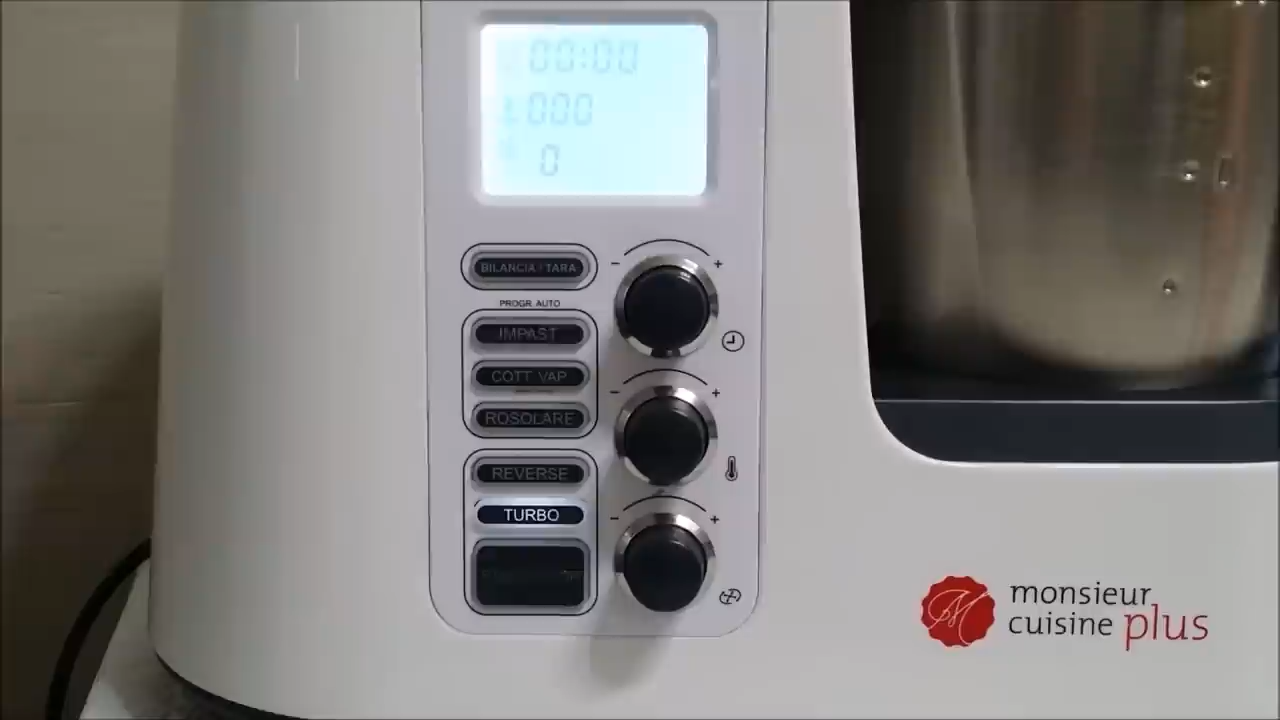 00:00
000
0
BILANCIA / TARA
PROGR. AUTO
IMPAST
COTT VAP
ROSOLARE
REVERSE
TURBO
monsieur
cuisine plus